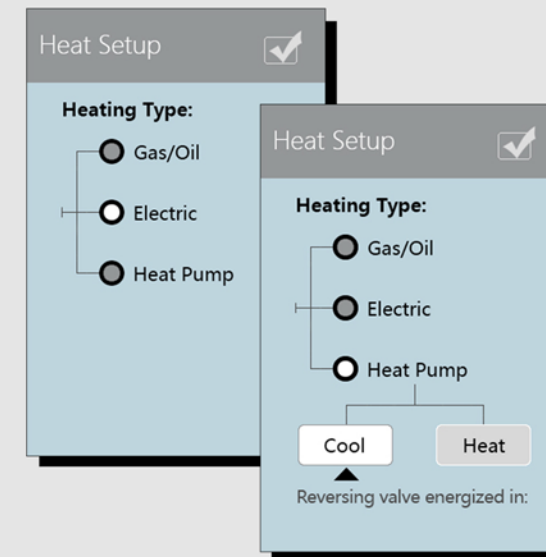 Heat Setup
Heating Type:
Gas/Oil
Electric
Heat Pump
Heat Setup
Heating Type:
Gas/Oil
Electric
Heat Pump
Cool
Heat
Reversing valve energized in: